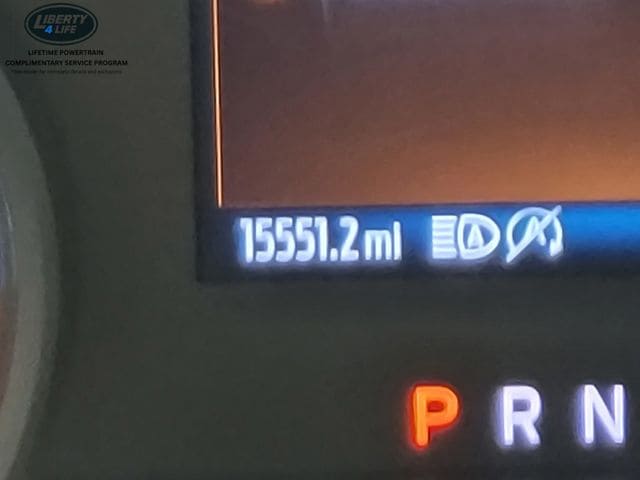 LIBERTY
4 LIFE
LIFETIME POWERTRAIN
COMPLIMENTARY SERVICE PROGRAM
15551.2 mi
P R N